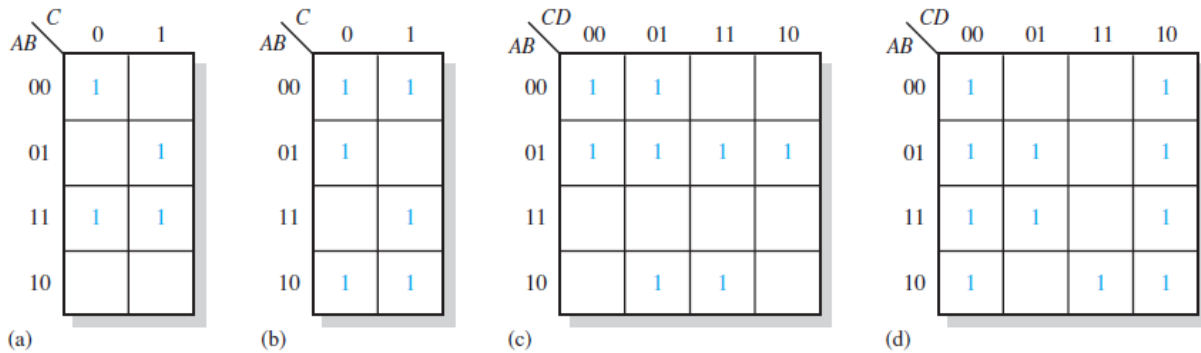 C C CD CD
AB 0 1 AB 0 1 AB 00 01 11 10 AB 00 01 11 10
00 1 00 1 1 00 1 1 00 1 1
01 1 01 1 01 1 1 1 1 01 1 1 1
11 1 1 11 1 11 11 1 1 1
10 10 1 1 10 1 1 10 1 1 1
(a) (b) (c) (d)